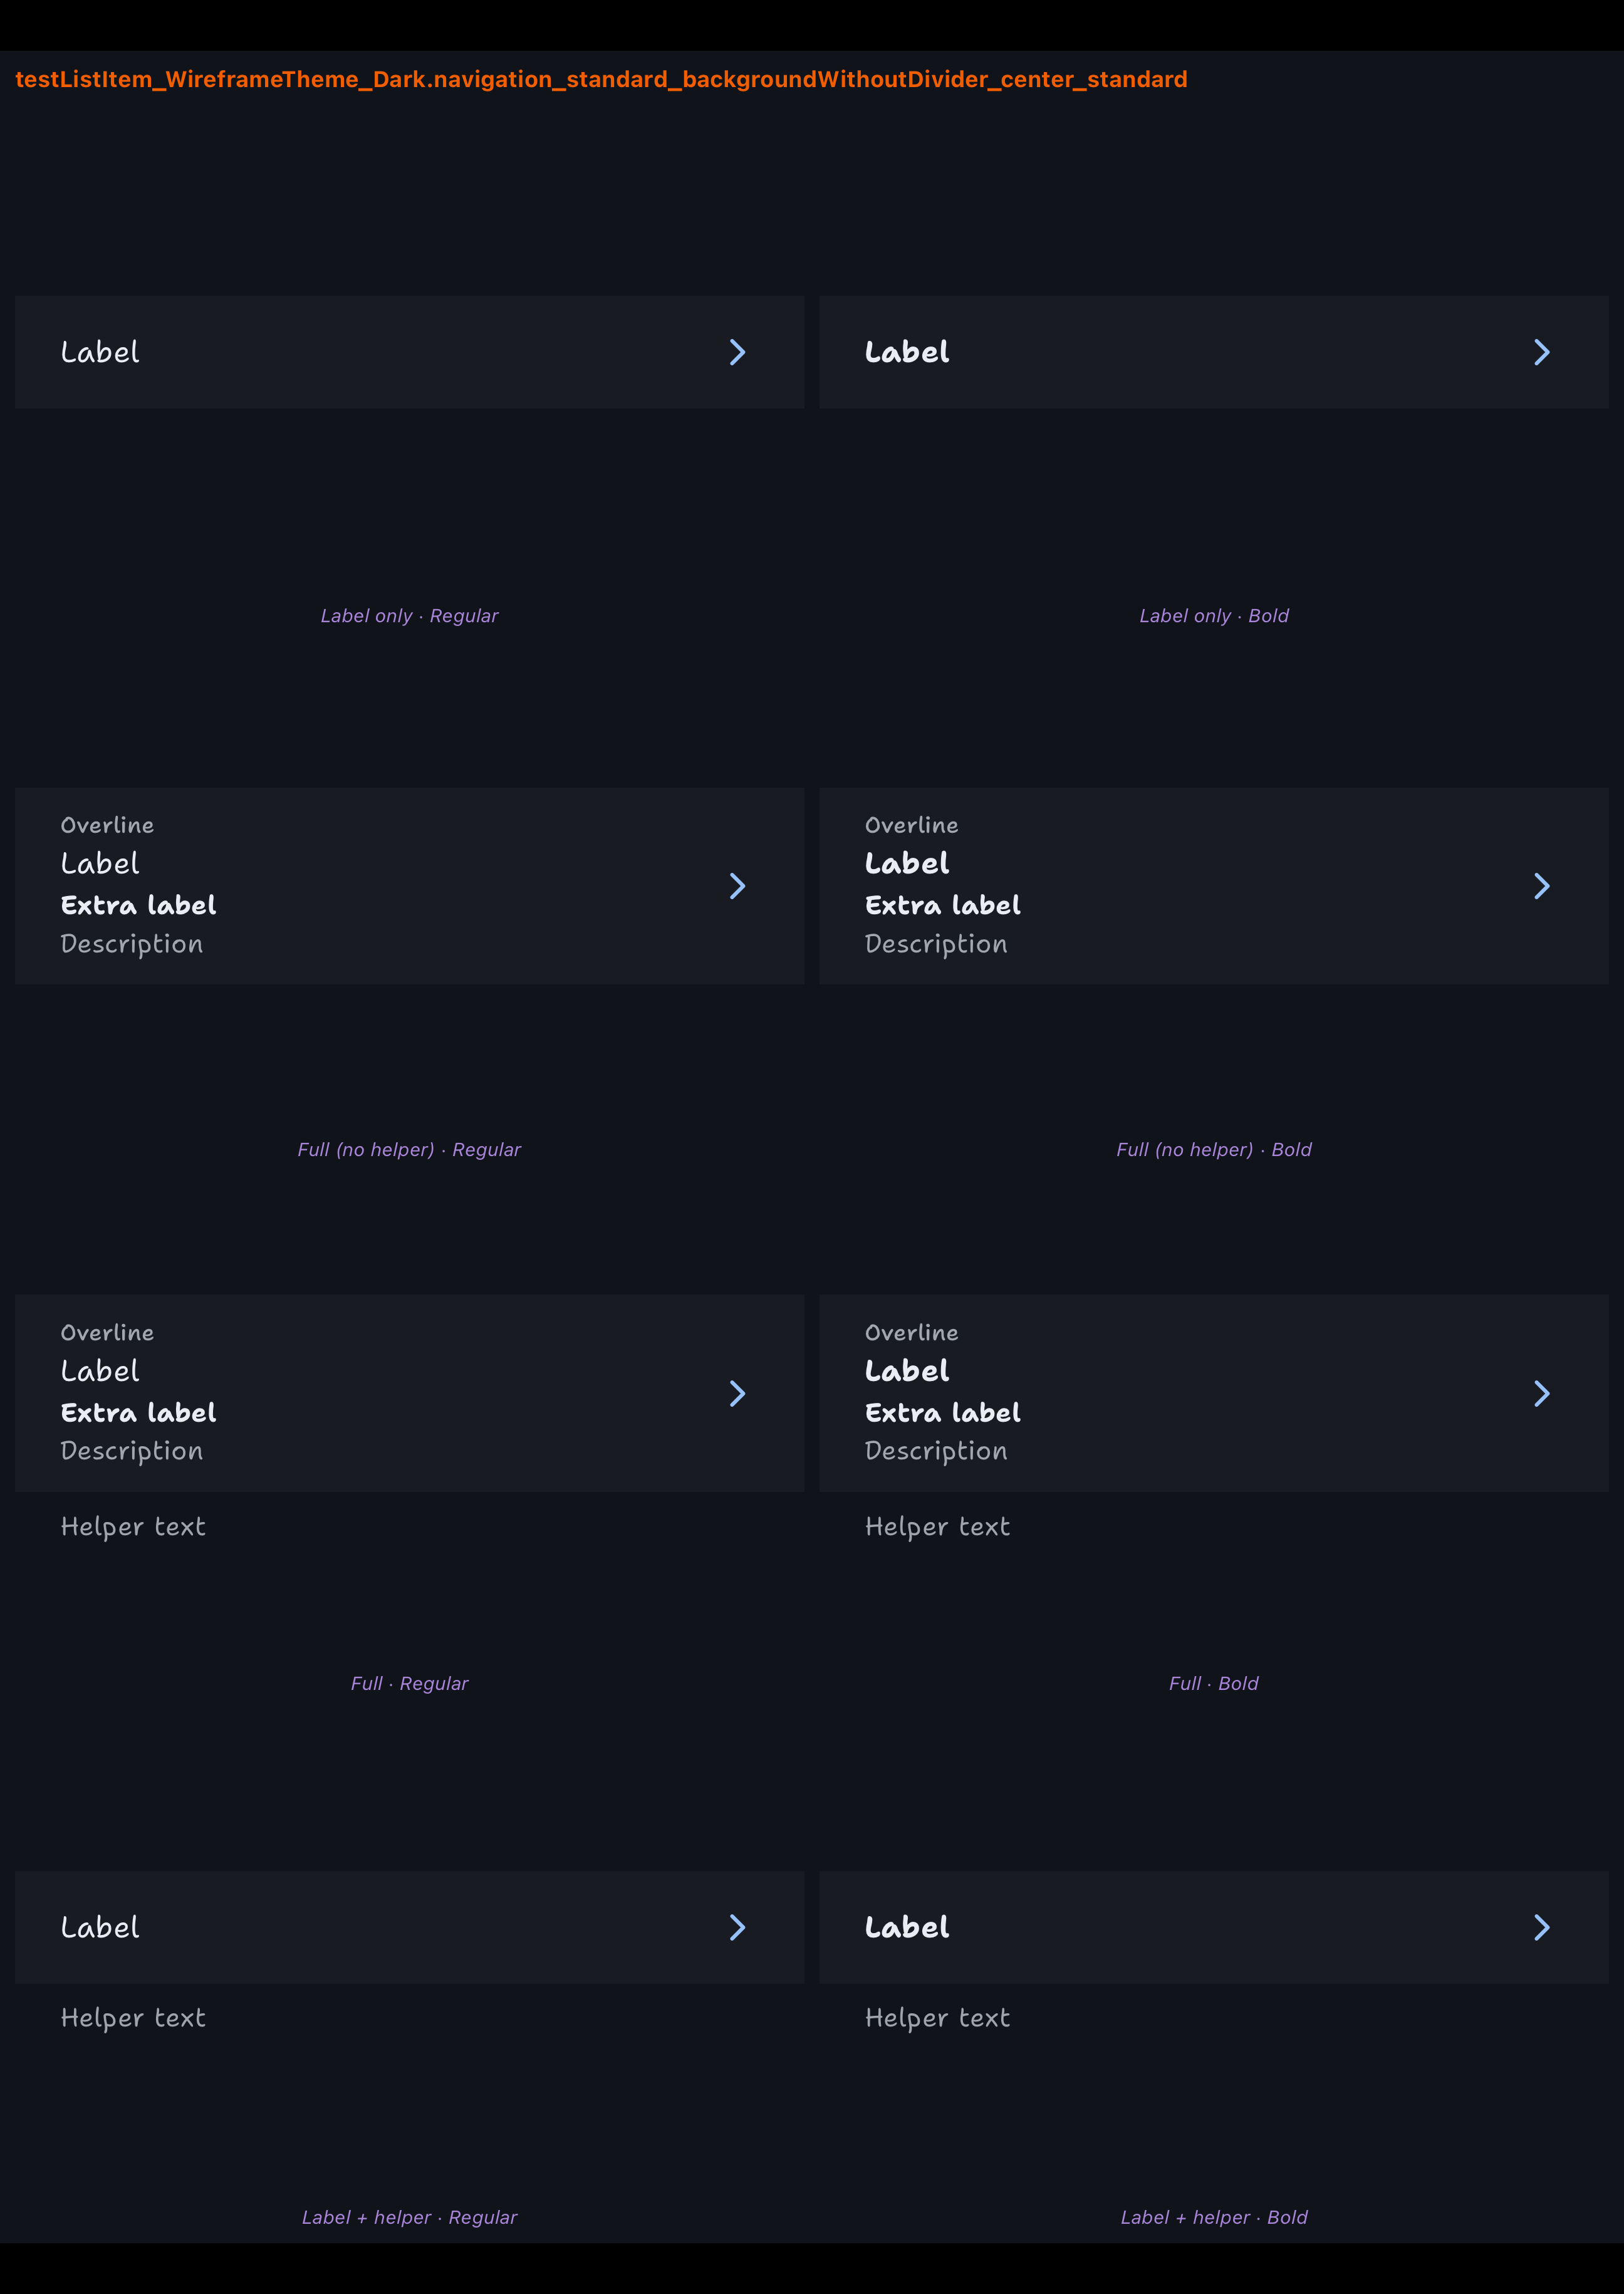 testListItem_WireframeTheme_Dark.navigation_standard_backgroundWithoutDivider_center_standard
Label
Label
Label only · Regular
Label only · Bold
Overline
Label
Extra label
Description
Overline
Label
Extra label
Description
Full (no helper) · Regular
Full (no helper) · Bold
Overline
Label
Extra label
Description
Helper text
Overline
Label
Extra label
Description
Helper text
Full · Regular
Full · Bold
Label
Helper text
Label
Helper text
Label + helper · Regular
Label + helper · Bold